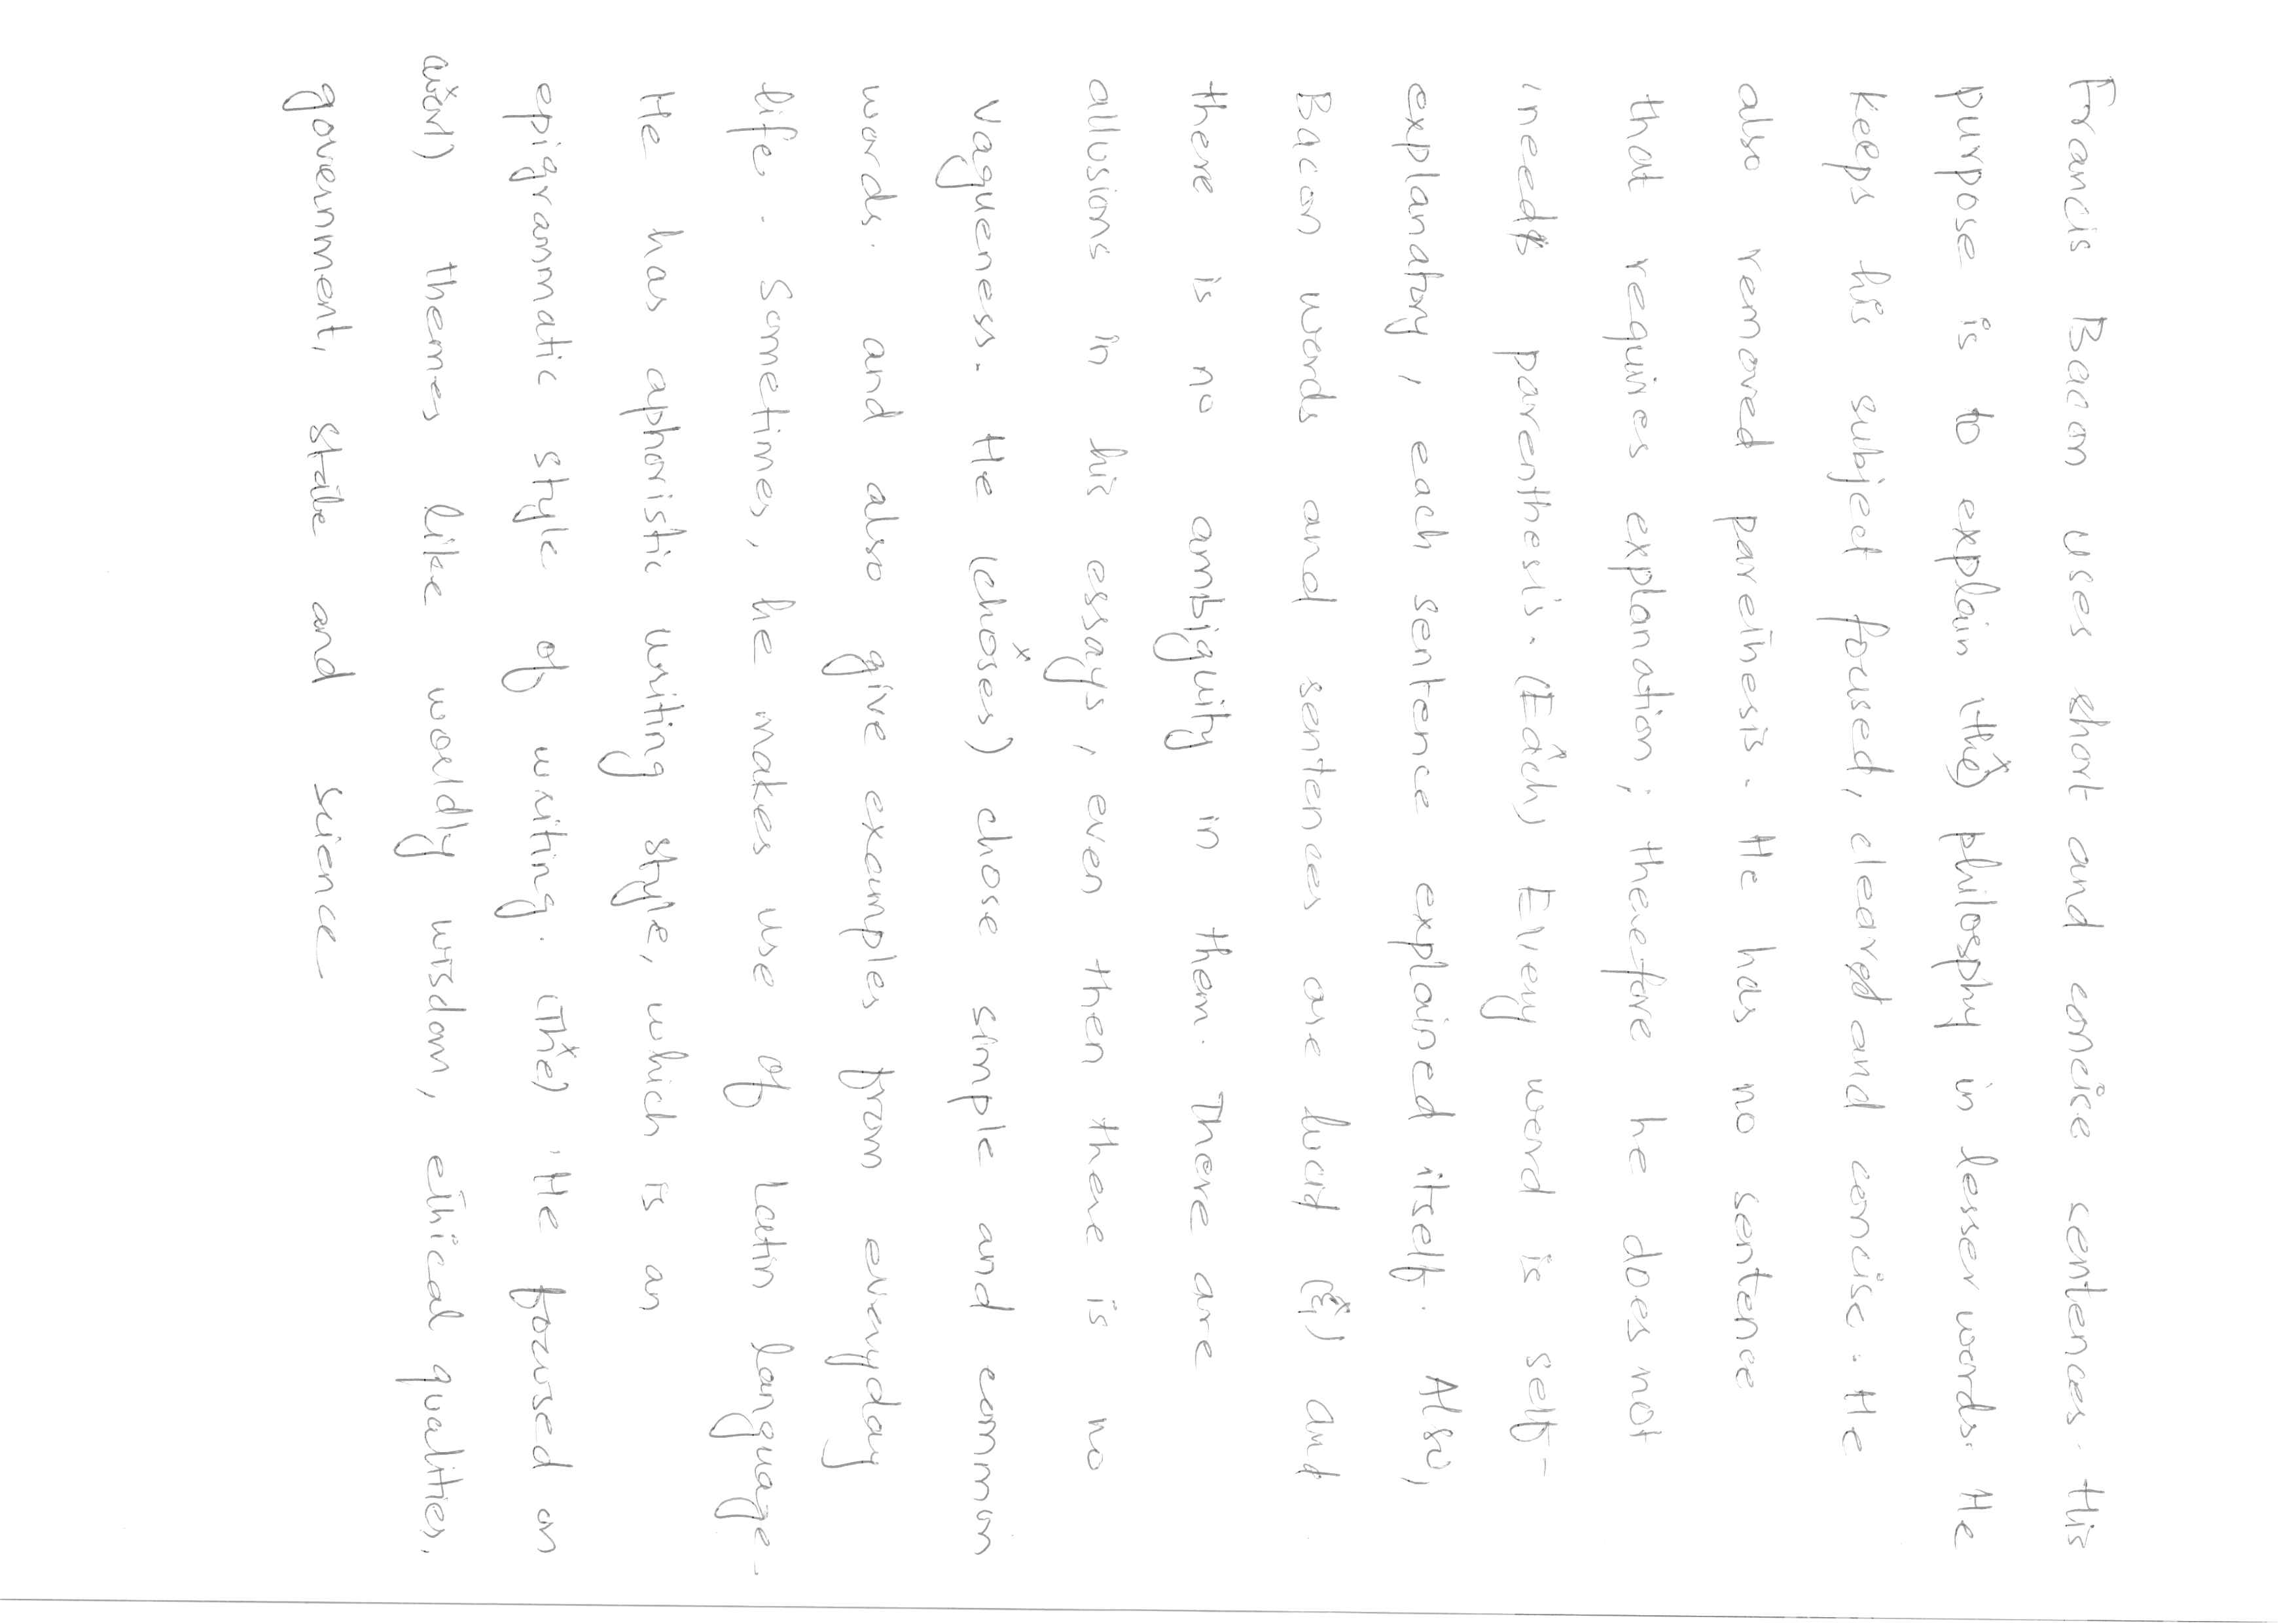 Francis Bacon uses short and concise sentences. His
purpose is to explain (the) philosphy in lesser words. He
keeps his subject focused, clear and concise. He
also removed parethesis. He has no sentence
that requires explanation; therefore he does not
need parenthesis. (Each) Every word is self-
explanatory, each sentence explained itself. Also,
Bacon words and sentences are lucid (&) and
there is no ambiguity in them. There are
allusions in his essays, even then there is no
vagueness. He (choses) chose simple and common
words. and also give examples from everyday
life. Sometimes, he makes use of Latin language.
He has aphoristic writing style, which is an
epigrammatic style of writing. (The) He focused on
(worl) themes like worldly wisdom, ethical qualities,
government, state and science